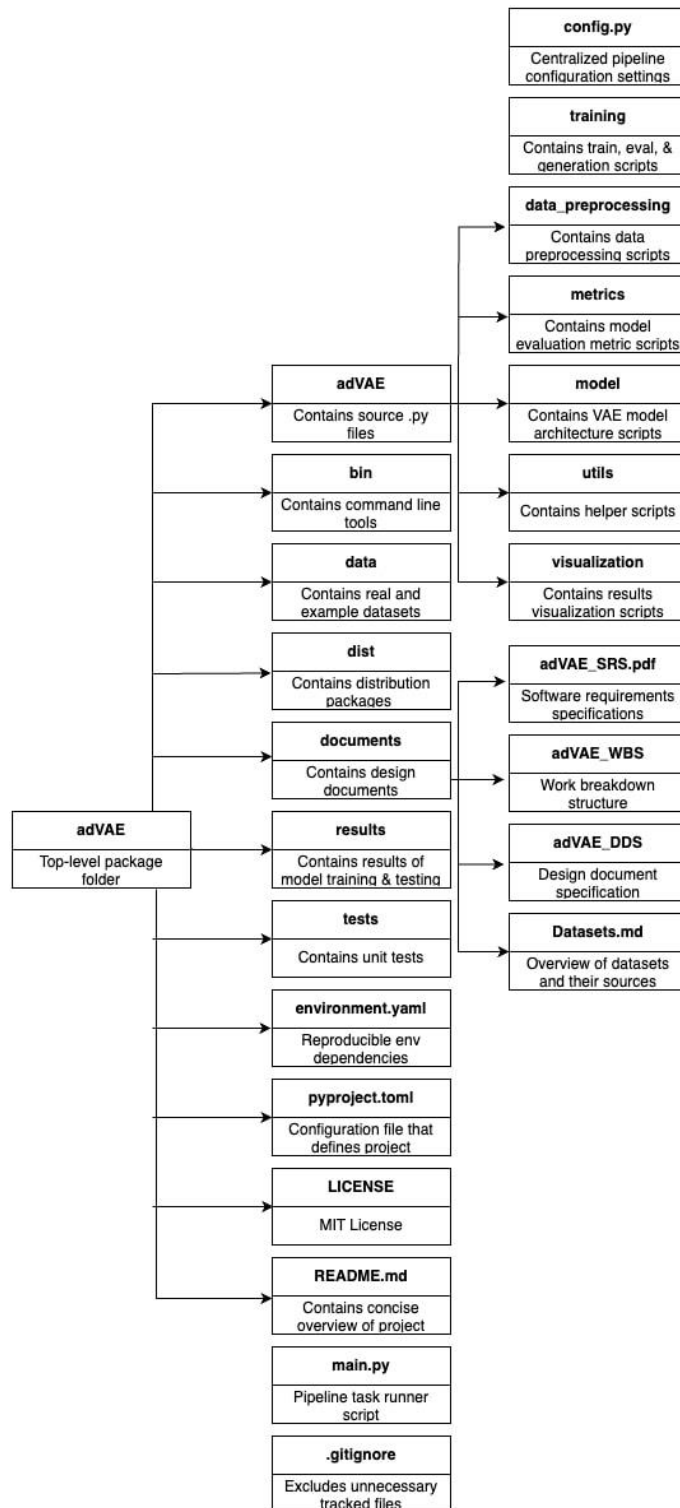 config.py
Centralized pipeline
configuration settings
training
Contains train, eval, &
generation scripts
data_preprocessing
Contains data
preprocessing scripts
metrics
Contains model
evaluation metric scripts
model
Contains VAE model
architecture scripts
utils
Contains helper scripts
visualization
Contains results
visualization scripts
adVAE
Contains source .py
files
bin
Contains command line
tools
data
Contains real and
example datasets
dist
Contains distribution
packages
documents
Contains design
documents
results
Contains results of
model training & testing
tests
Contains unit tests
environment.yaml
Reproducible env
dependencies
pyproject.toml
Configuration file that
defines project
LICENSE
MIT License
README.md
Contains concise
overview of project
main.py
Pipeline task runner
script
.gitignore
Excludes unnecessary
tracked files
adVAE_SRS.pdf
Software requirements
specifications
adVAE_WBS
Work breakdown
structure
adVAE_DDS
Design document
specification
Datasets.md
Overview of datasets
and their sources
adVAE
Top-level package
folder